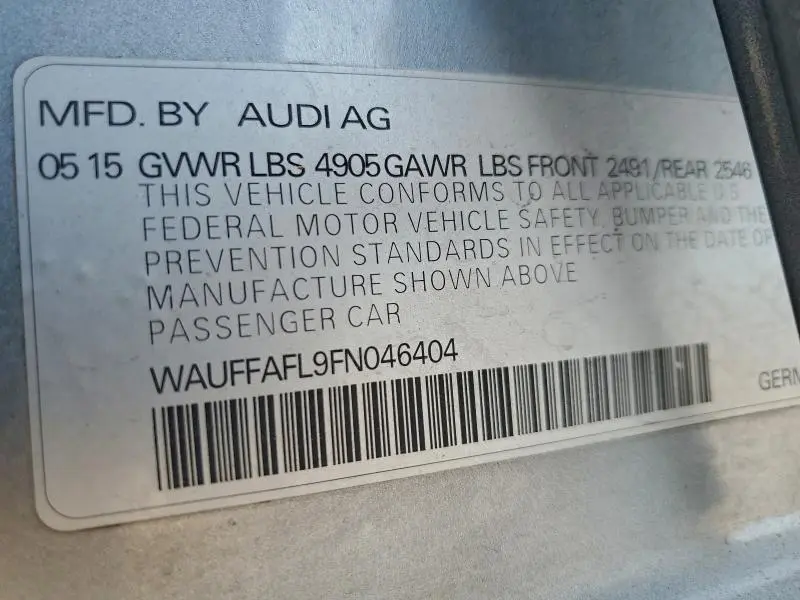 MFD. BY AUDI AG
05 15 GVWR LBS 4905 GAWR LBS FRONT 2491/REAR 2546
THIS VEHICLE CONFORMS TO ALL APPLICABLE U S
FEDERAL MOTOR VEHICLE SAFETY, BUMPER AND THE
PREVENTION STANDARDS IN EFFECT ON THE DATE OF
MANUFACTURE SHOWN ABOVE
PASSENGER CAR
WAUFFAFL9FN046404
GERM